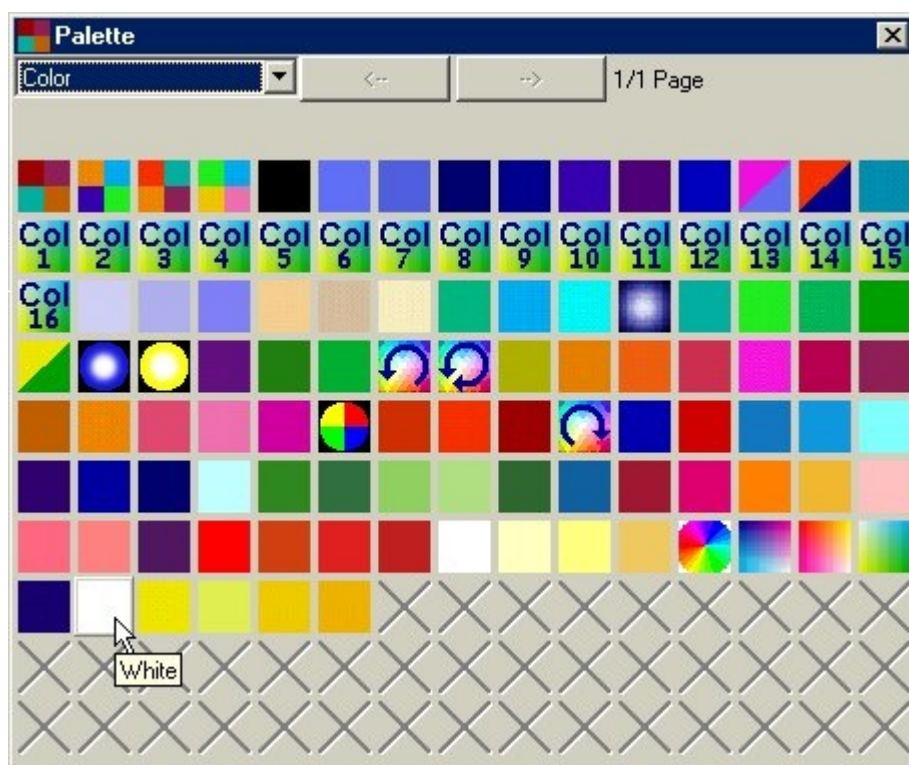 Palette
Color <-- --> 1/1 Page
Col 1 Col 2 Col 3 Col 4 Col 5 Col 6 Col 7 Col 8 Col 9 Col 10 Col 11 Col 12 Col 13 Col 14 Col 15
Col 16
White